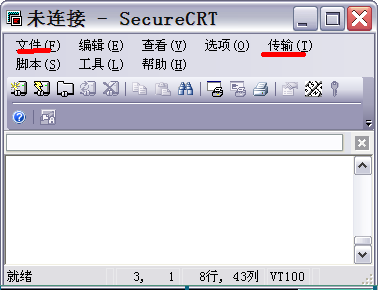 未连接 - SecureCRT
文件(F) 编辑(E) 查看(V) 选项(O) 传输(T)
脚本(S) 工具(L) 帮助(H)
就绪 3, 1 8行, 43列 VT100